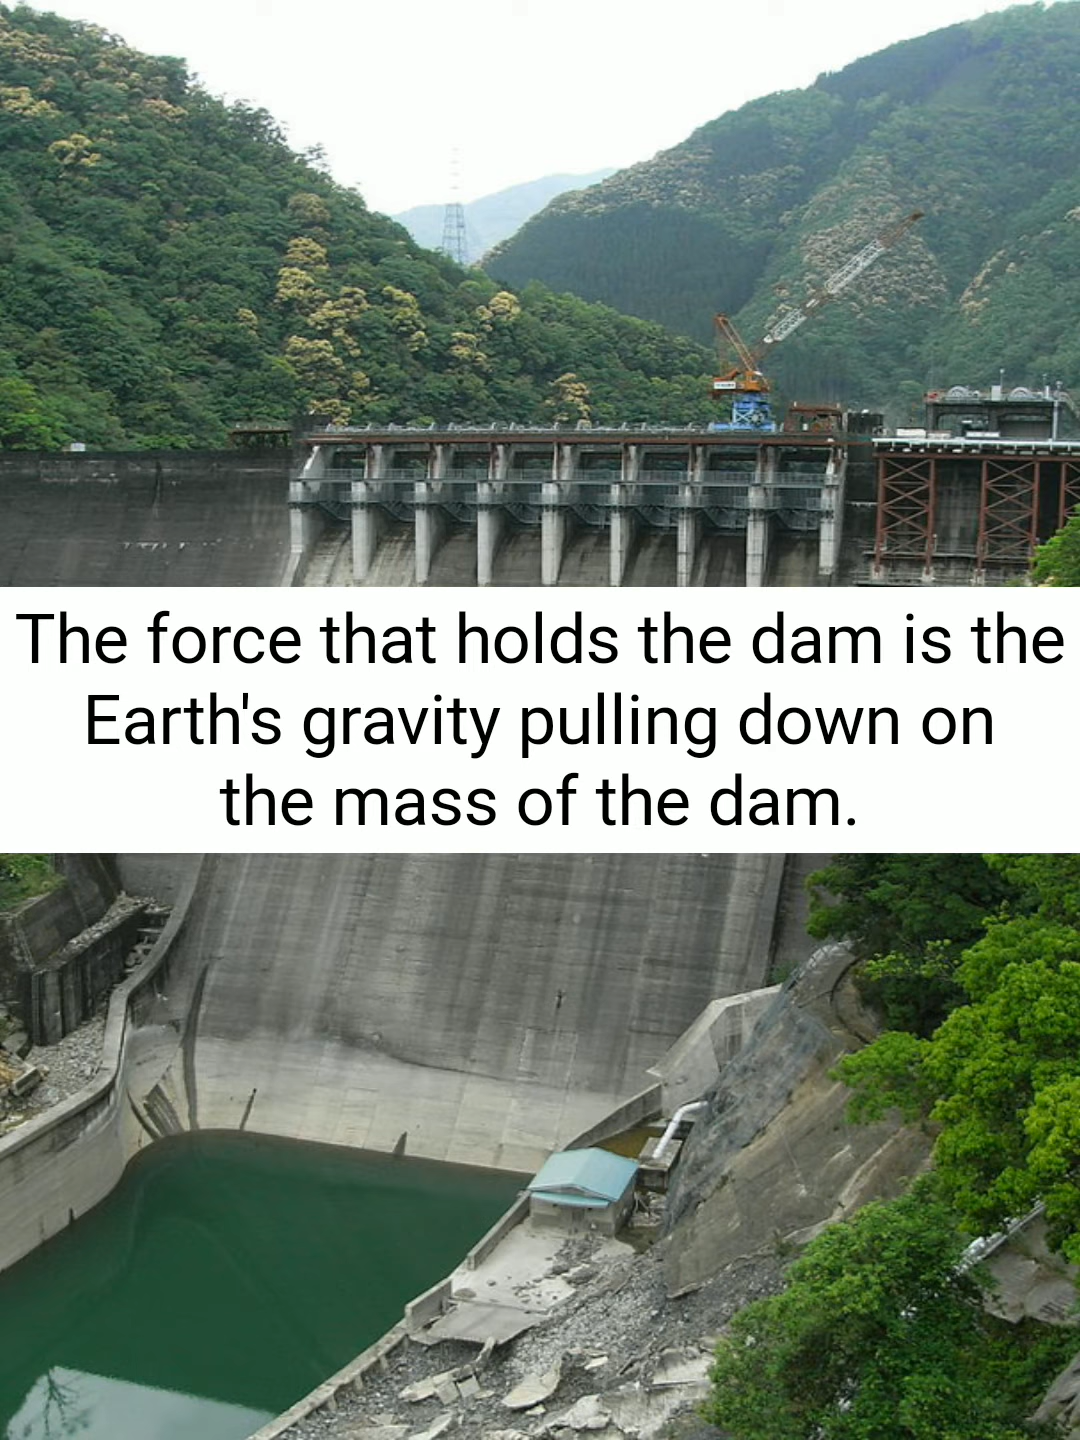 The force that holds the dam is the
Earth's gravity pulling down on
the mass of the dam.